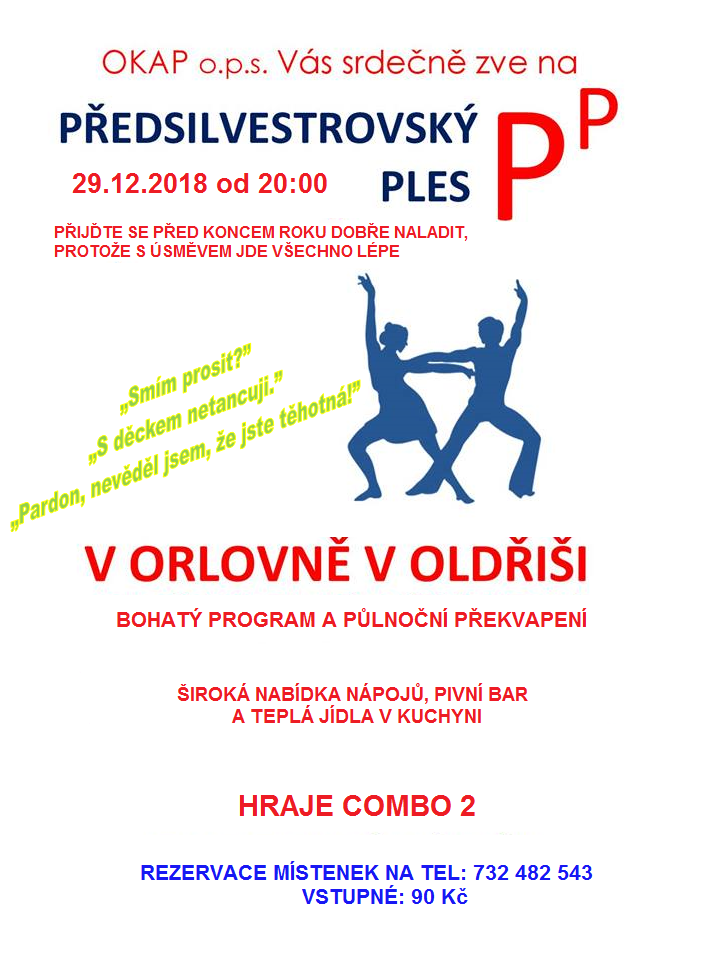 OKAP o.p.s. Vás srdečně zve na
PŘEDSILVESTROVSKÝ
PLES
PP
29.12.2018 od 20:00
PŘIJĎTE SE PŘED KONCEM ROKU DOBŘE NALADIT,
PROTOŽE S ÚSMĚVEM JDE VŠECHNO LÉPE
„Smím prosit?”
„S děckem netancuji.”
„Pardon, nevěděl jsem, že jste těhotná!”
V ORLOVNĚ V OLDŘIŠI
BOHATÝ PROGRAM A PŮLNOČNÍ PŘEKVAPENÍ
ŠIROKÁ NABÍDKA NÁPOJŮ, PIVNÍ BAR
A TEPLÁ JÍDLA V KUCHYNI
HRAJE COMBO 2
REZERVACE MÍSTENEK NA TEL: 732 482 543
VSTUPNÉ: 90 Kč